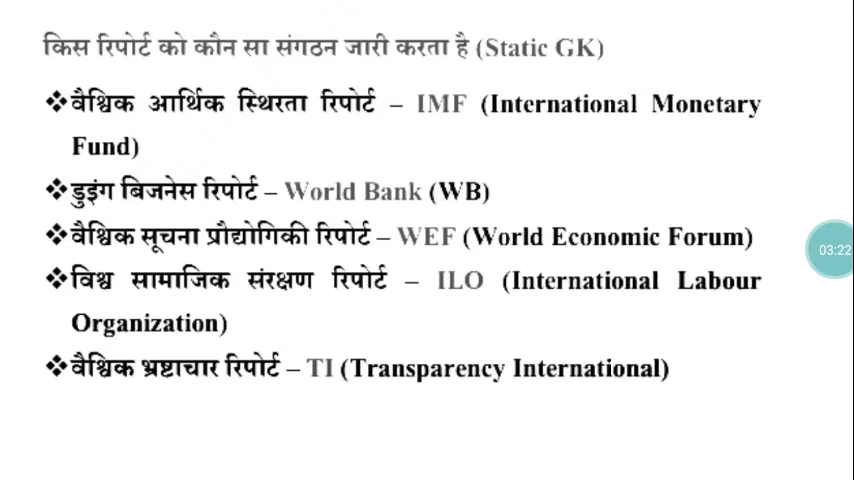 किस रिपोर्ट को कौन सा संगठन जारी करता है (Static GK)
❖वैश्विक आर्थिक स्थिरता रिपोर्ट – IMF (International Monetary
Fund)
❖डुइंग बिजनेस रिपोर्ट – World Bank (WB)
❖वैश्विक सूचना प्रौद्योगिकी रिपोर्ट – WEF (World Economic Forum)
❖विश्व सामाजिक संरक्षण रिपोर्ट – ILO (International Labour
Organization)
❖वैश्विक भ्रष्टाचार रिपोर्ट – TI (Transparency International)
03:22